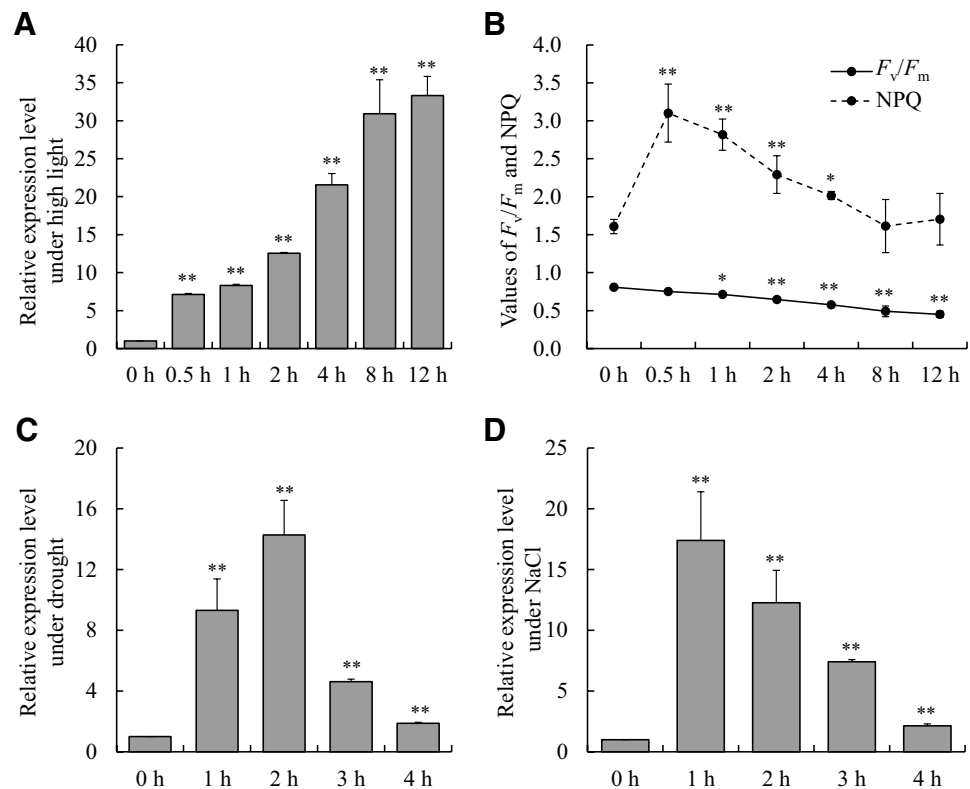 A
Relative expression level
under high light
40
35
30
25
20
15
10
5
0
** ** ** ** ** **
0 h 0.5 h 1 h 2 h 4 h 8 h 12 h
B
Values of Fv/Fm and NPQ
4.0
3.5
3.0
2.5
2.0
1.5
1.0
0.5
0.0
Fv/Fm
NPQ
** ** ** *
* ** ** ** **
0 h 0.5 h 1 h 2 h 4 h 8 h 12 h
C
Relative expression level
under drought
20
16
12
8
4
0
** ** ** **
0 h 1 h 2 h 3 h 4 h
D
Relative expression level
under NaCl
25
20
15
10
5
0
** ** ** **
0 h 1 h 2 h 3 h 4 h